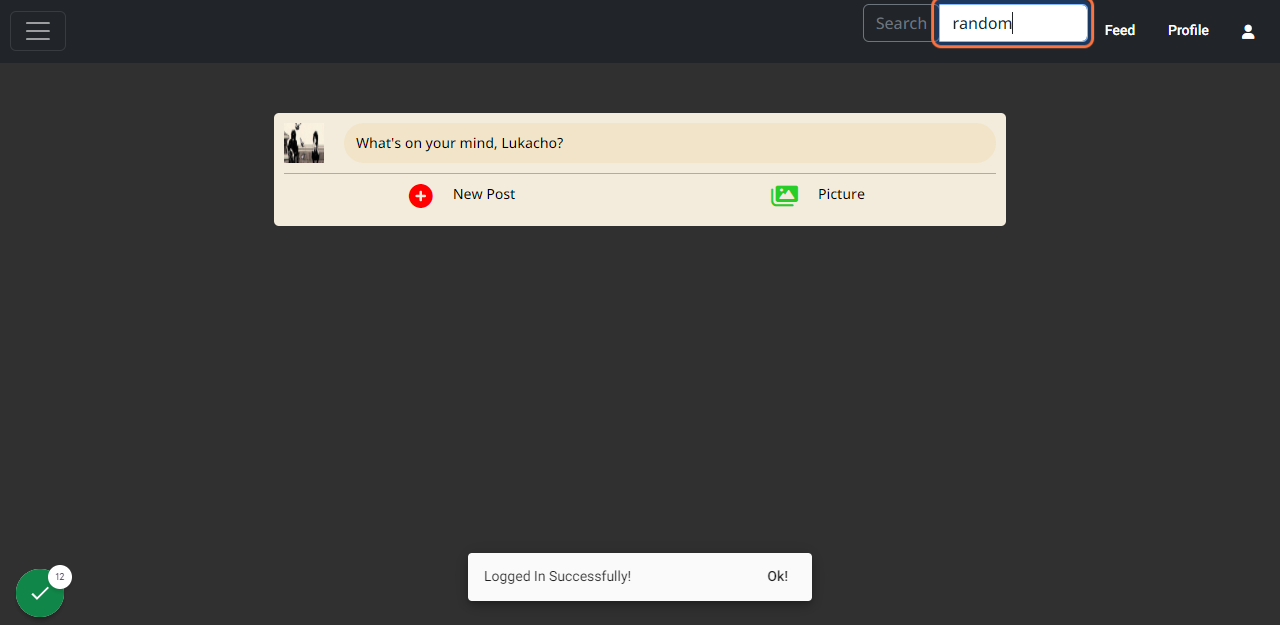 Search random Feed Profile
What's on your mind, Lukacho?
New Post Picture
Logged In Successfully! Ok!
12